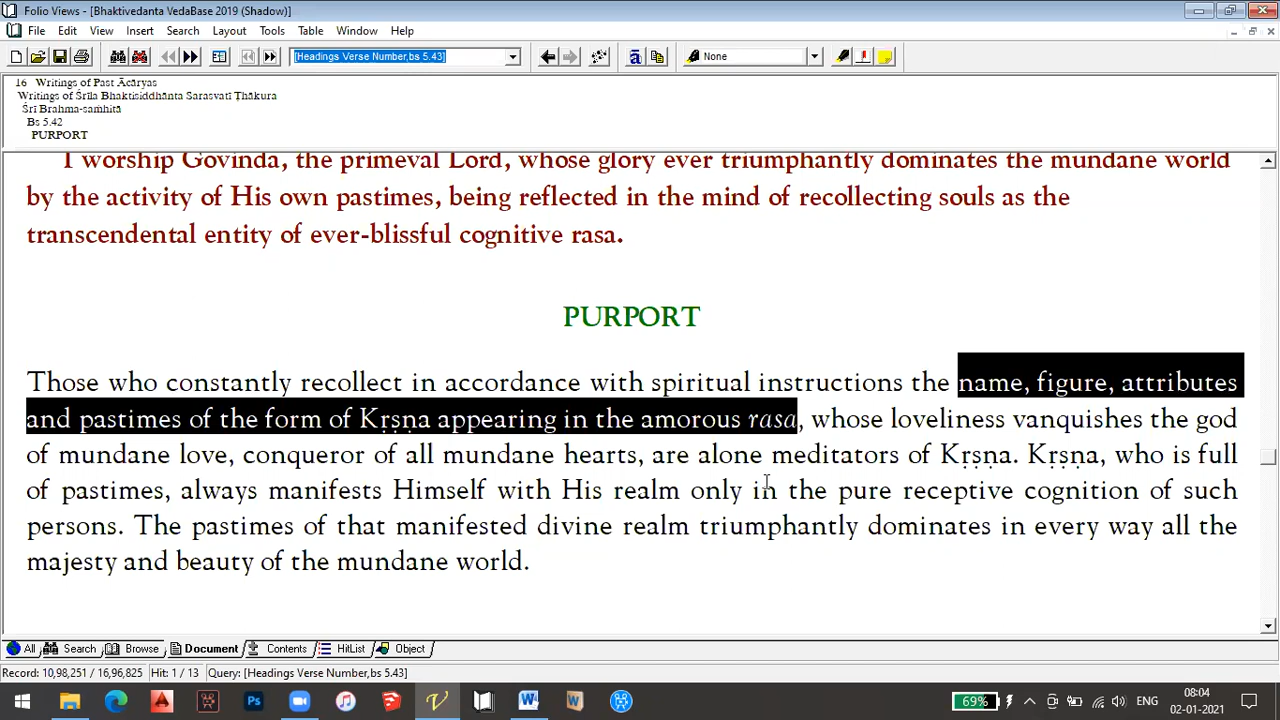 Folio Views - [Bhaktivedanta VedaBase 2019 (Shadow)]
File Edit View Insert Search Layout Tools Table Window Help
[Headings Verse Number,bs 5.43] None
16 Writings of Past Ācāryas
Writings of Śrīla Bhaktisiddhānta Sarasvatī Ṭhākura
Śrī Brahma-saṁhitā
Bs 5.42
PURPORT
I worship Govinda, the primeval Lord, whose glory ever triumphantly dominates the mundane world
by the activity of His own pastimes, being reflected in the mind of recollecting souls as the
transcendental entity of ever-blissful cognitive rasa.
PURPORT
Those who constantly recollect in accordance with spiritual instructions the name, figure, attributes
and pastimes of the form of Kṛṣṇa appearing in the amorous rasa, whose loveliness vanquishes the god
of mundane love, conqueror of all mundane hearts, are alone meditators of Kṛṣṇa. Kṛṣṇa, who is full
of pastimes, always manifests Himself with His realm only in the pure receptive cognition of such
persons. The pastimes of that manifested divine realm triumphantly dominates in every way all the
majesty and beauty of the mundane world.
All Search Browse Document Contents HitList Object
Record: 10,98,251 / 16,96,825 Hit: 1 / 13 Query: [Headings Verse Number,bs 5.43]
69% ENG 08:04
02-01-2021